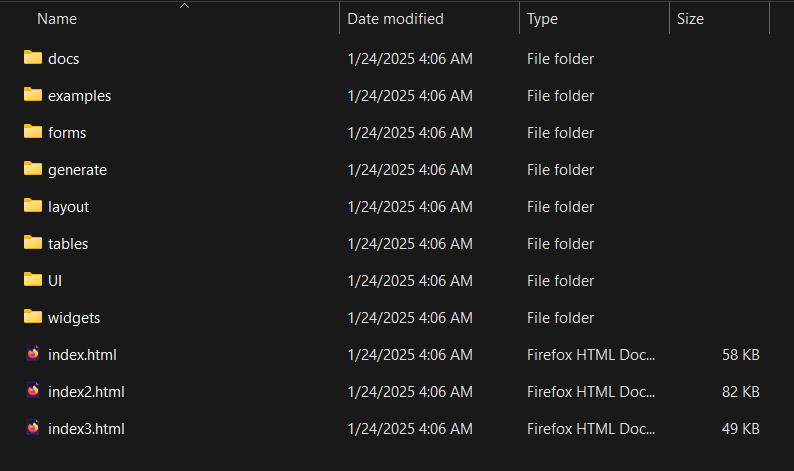 Name Date modified Type Size
docs 1/24/2025 4:06 AM File folder
examples 1/24/2025 4:06 AM File folder
forms 1/24/2025 4:06 AM File folder
generate 1/24/2025 4:06 AM File folder
layout 1/24/2025 4:06 AM File folder
tables 1/24/2025 4:06 AM File folder
UI 1/24/2025 4:06 AM File folder
widgets 1/24/2025 4:06 AM File folder
index.html 1/24/2025 4:06 AM Firefox HTML Doc... 58 KB
index2.html 1/24/2025 4:06 AM Firefox HTML Doc... 82 KB
index3.html 1/24/2025 4:06 AM Firefox HTML Doc... 49 KB